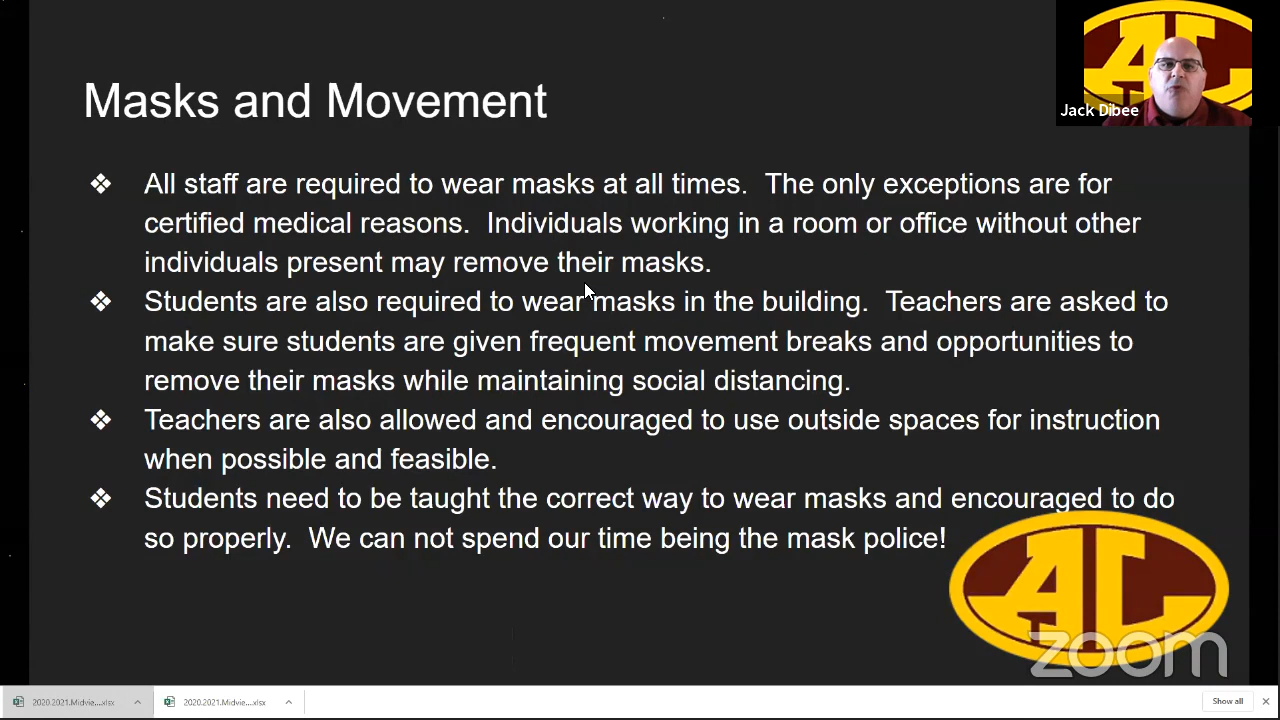 Masks and Movement
AL
Jack Dibee
❖ All staff are required to wear masks at all times.  The only exceptions are for
certified medical reasons.  Individuals working in a room or office without other
individuals present may remove their masks.
❖ Students are also required to wear masks in the building.  Teachers are asked to
make sure students are given frequent movement breaks and opportunities to
remove their masks while maintaining social distancing.
❖ Teachers are also allowed and encouraged to use outside spaces for instruction
when possible and feasible.
❖ Students need to be taught the correct way to wear masks and encouraged to do
so properly.  We can not spend our time being the mask police!
AL
zoom
2020.2021.Midvie....xlsx
2020.2021.Midvie....xlsx
Show all